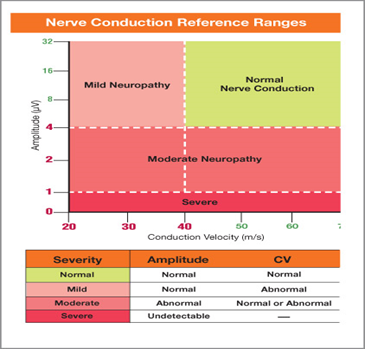 Nerve Conduction Reference Ranges
32
16
8
4
2
1
0
Amplitude (µV)
Mild Neuropathy
Normal
Nerve Conduction
Moderate Neuropathy
Severe
20 30 40 50 60 7
Conduction Velocity (m/s)
Severity Amplitude CV
Normal Normal Normal
Mild Normal Abnormal
Moderate Abnormal Normal or Abnormal
Severe Undetectable —